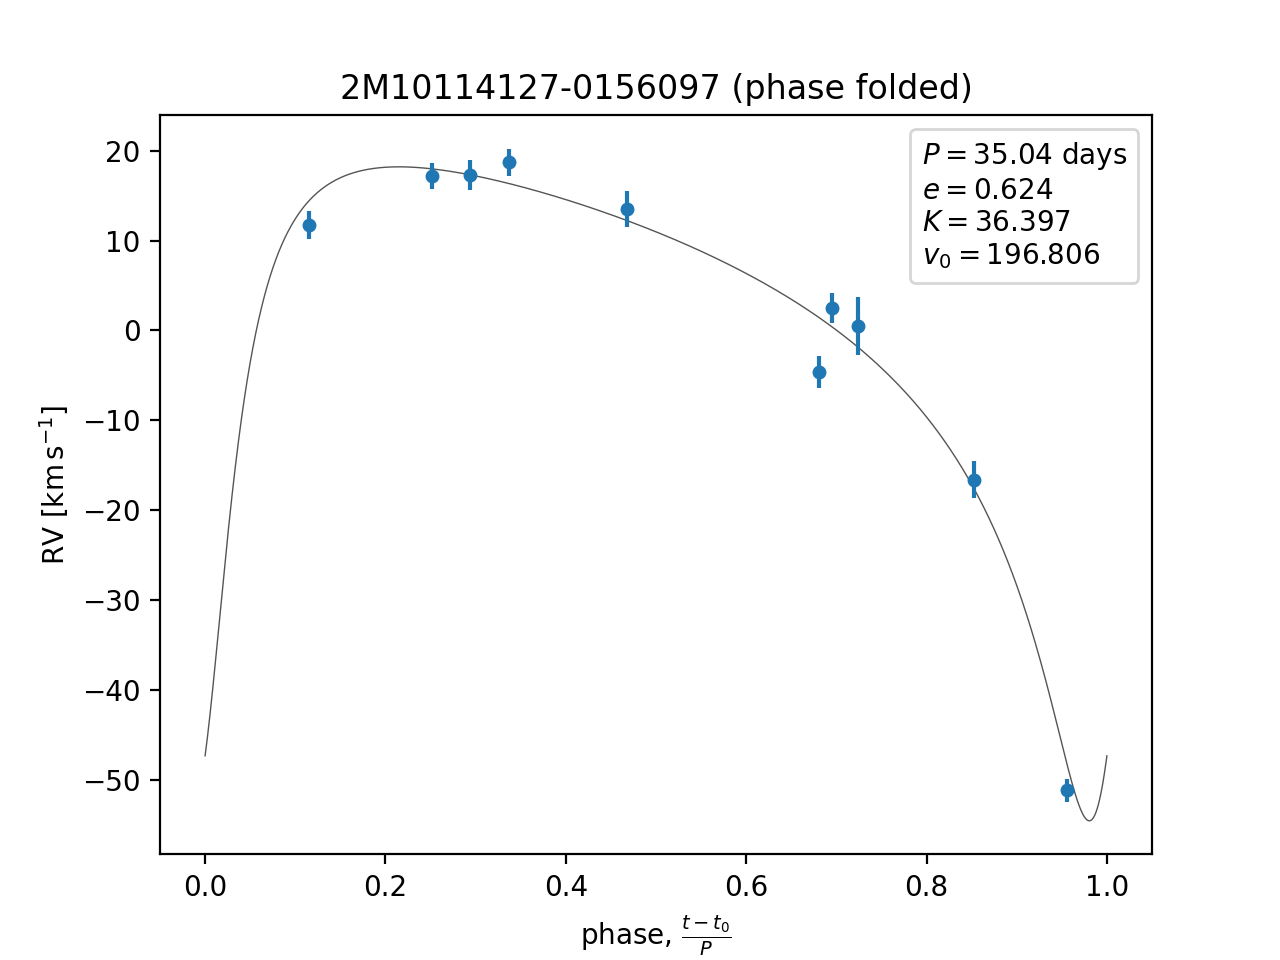 2M10114127-0156097 (phase folded)
P = 35.04 days
e = 0.624
K = 36.397
v₀ = 196.806
RV [km s⁻¹]
20
10
0
−10
−20
−30
−40
−50
0.0 0.2 0.4 0.6 0.8 1.0
phase, (t − t₀)/P